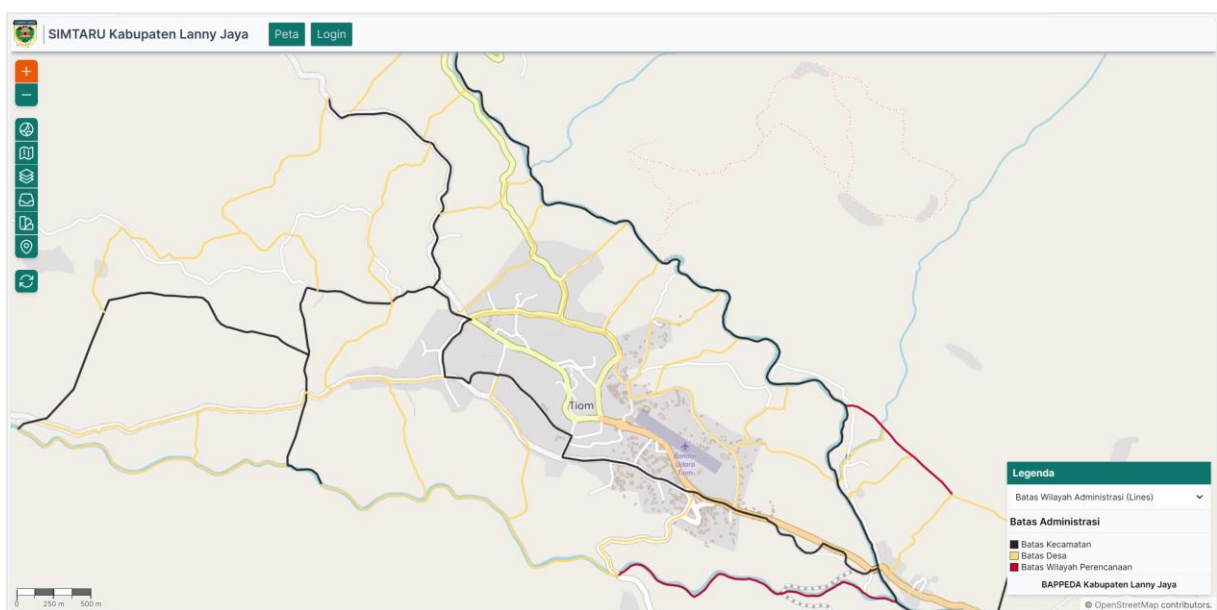 SIMTARU Kabupaten Lanny Jaya
Peta
Login
+
−
Tiom
Bandar
Udara
Tiom
Legenda
Batas Wilayah Administrasi (Lines)
Batas Administrasi
Batas Kecamatan
Batas Desa
Batas Wilayah Perencanaan
BAPPEDA Kabupaten Lanny Jaya
0 250 m 500 m
© OpenStreetMap contributors.